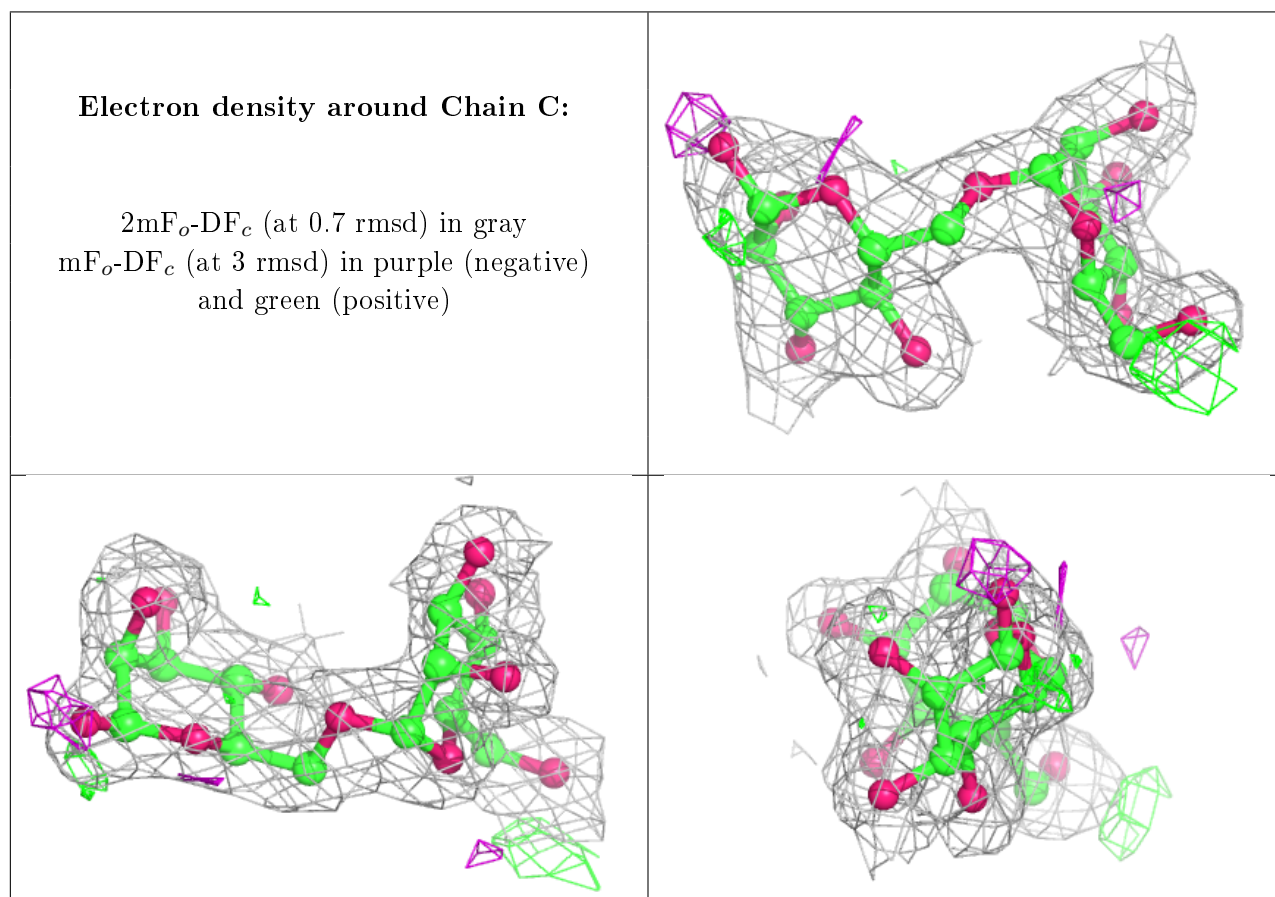 Electron density around Chain C:
2mFo-DFc (at 0.7 rmsd) in gray
mFo-DFc (at 3 rmsd) in purple (negative)
and green (positive)